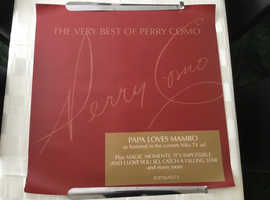 THE VERY BEST OF PERRY COMO
Perry Como
PAPA LOVES MAMBO
as featured in the current Nike TV ad
Plus MAGIC MOMENTS, IT'S IMPOSSIBLE
AND I LOVE YOU SO, CATCH A FALLING STAR
and many more